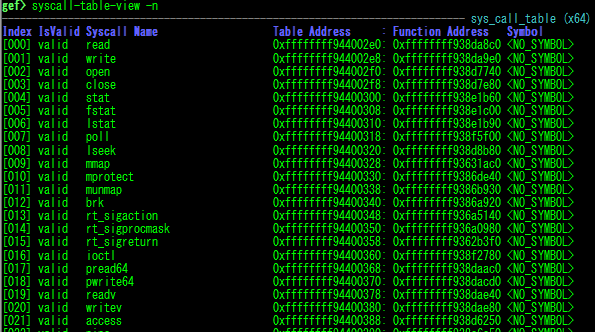 gef> syscall-table-view -n
sys_call_table (x64)
Index IsValid Syscall Name Table Address : Function Address Symbol
[000] valid read 0xffffffff944002e0: 0xffffffff938da8c0 <NO_SYMBOL>
[001] valid write 0xffffffff944002e8: 0xffffffff938da9e0 <NO_SYMBOL>
[002] valid open 0xffffffff944002f0: 0xffffffff938d7740 <NO_SYMBOL>
[003] valid close 0xffffffff944002f8: 0xffffffff938d7e80 <NO_SYMBOL>
[004] valid stat 0xffffffff94400300: 0xffffffff938e1b60 <NO_SYMBOL>
[005] valid fstat 0xffffffff94400308: 0xffffffff938e1c00 <NO_SYMBOL>
[006] valid lstat 0xffffffff94400310: 0xffffffff938e1b90 <NO_SYMBOL>
[007] valid poll 0xffffffff94400318: 0xffffffff938f5f00 <NO_SYMBOL>
[008] valid lseek 0xffffffff94400320: 0xffffffff938d8b80 <NO_SYMBOL>
[009] valid mmap 0xffffffff94400328: 0xffffffff93631ac0 <NO_SYMBOL>
[010] valid mprotect 0xffffffff94400330: 0xffffffff9386de40 <NO_SYMBOL>
[011] valid munmap 0xffffffff94400338: 0xffffffff9386b930 <NO_SYMBOL>
[012] valid brk 0xffffffff94400340: 0xffffffff9386a920 <NO_SYMBOL>
[013] valid rt_sigaction 0xffffffff94400348: 0xffffffff936a5140 <NO_SYMBOL>
[014] valid rt_sigprocmask 0xffffffff94400350: 0xffffffff936a0980 <NO_SYMBOL>
[015] valid rt_sigreturn 0xffffffff94400358: 0xffffffff9362b3f0 <NO_SYMBOL>
[016] valid ioctl 0xffffffff94400360: 0xffffffff938f2780 <NO_SYMBOL>
[017] valid pread64 0xffffffff94400368: 0xffffffff938daac0 <NO_SYMBOL>
[018] valid pwrite64 0xffffffff94400370: 0xffffffff938dacd0 <NO_SYMBOL>
[019] valid readv 0xffffffff94400378: 0xffffffff938dae40 <NO_SYMBOL>
[020] valid writev 0xffffffff94400380: 0xffffffff938dae80 <NO_SYMBOL>
[021] valid access 0xffffffff94400388: 0xffffffff938d6250 <NO_SYMBOL>